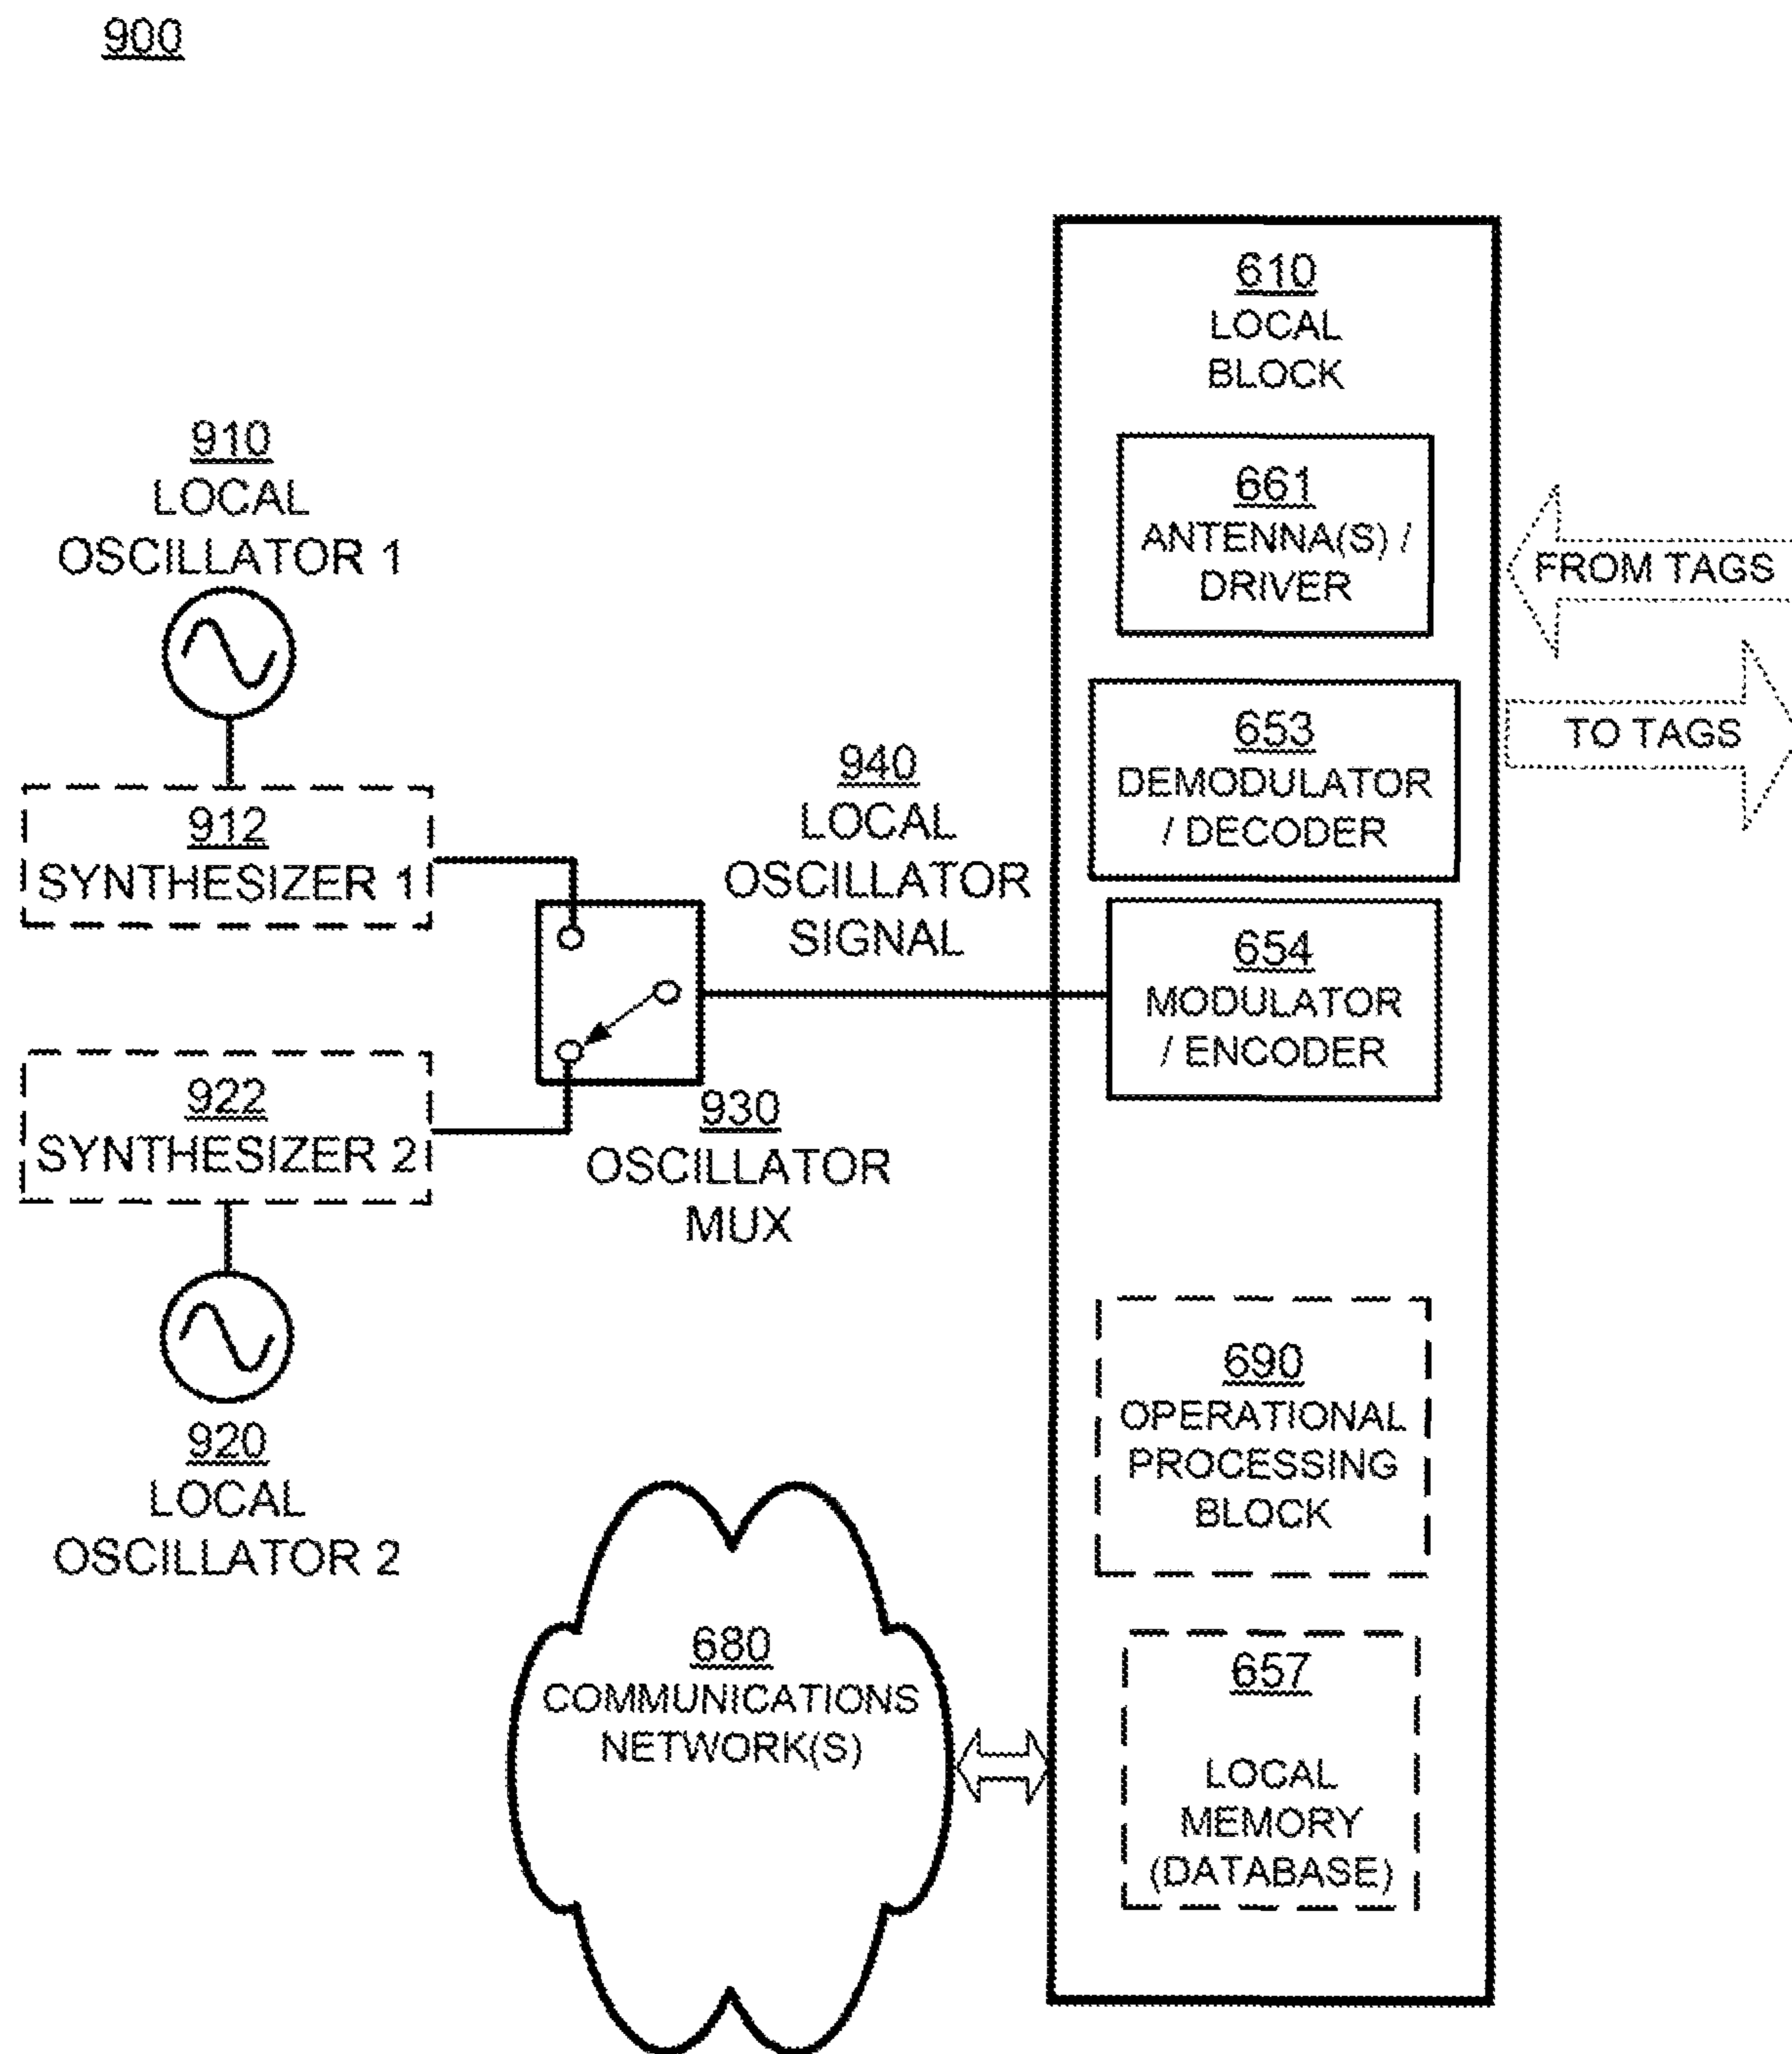 900
610
LOCAL
BLOCK
910
LOCAL
OSCILLATOR 1
661
ANTENNA(S) /
DRIVER
FROM TAGS
653
DEMODULATOR
/ DECODER
TO TAGS
912
SYNTHESIZER 1
940
LOCAL
OSCILLATOR
SIGNAL
654
MODULATOR
/ ENCODER
922
SYNTHESIZER 2
930
OSCILLATOR
MUX
920
LOCAL
OSCILLATOR 2
690
OPERATIONAL
PROCESSING
BLOCK
680
COMMUNICATIONS
NETWORK(S)
657
LOCAL
MEMORY
(DATABASE)